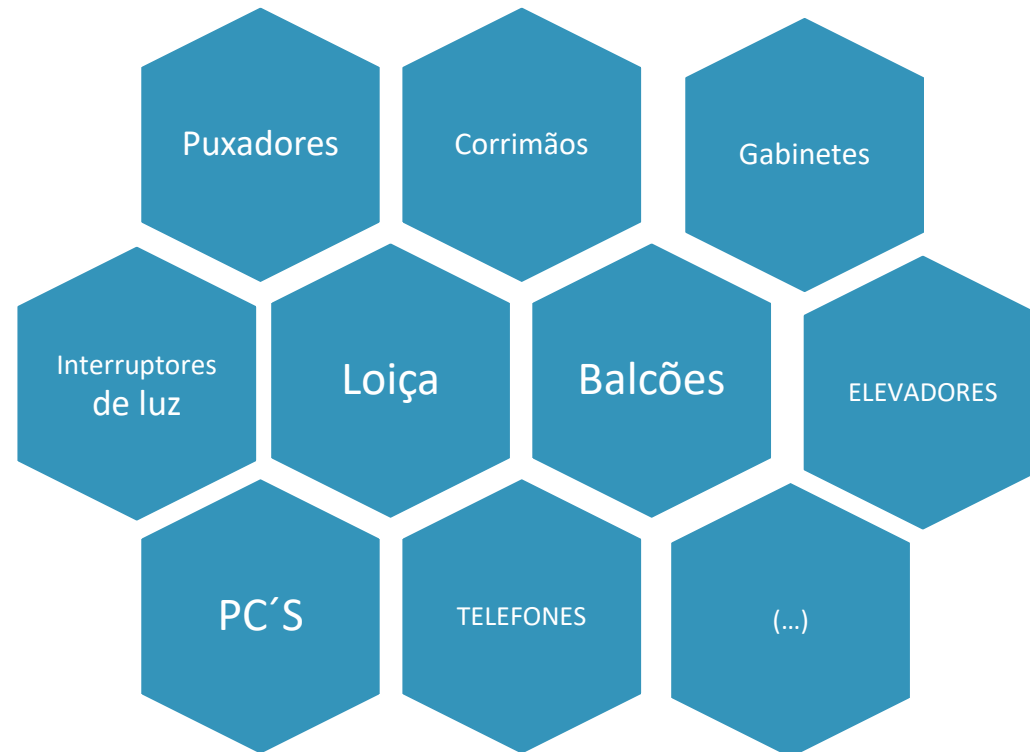 Puxadores
Corrimãos
Gabinetes
Interruptores
de luz
Loiça
Balcões
ELEVADORES
PC´S
TELEFONES
(...)